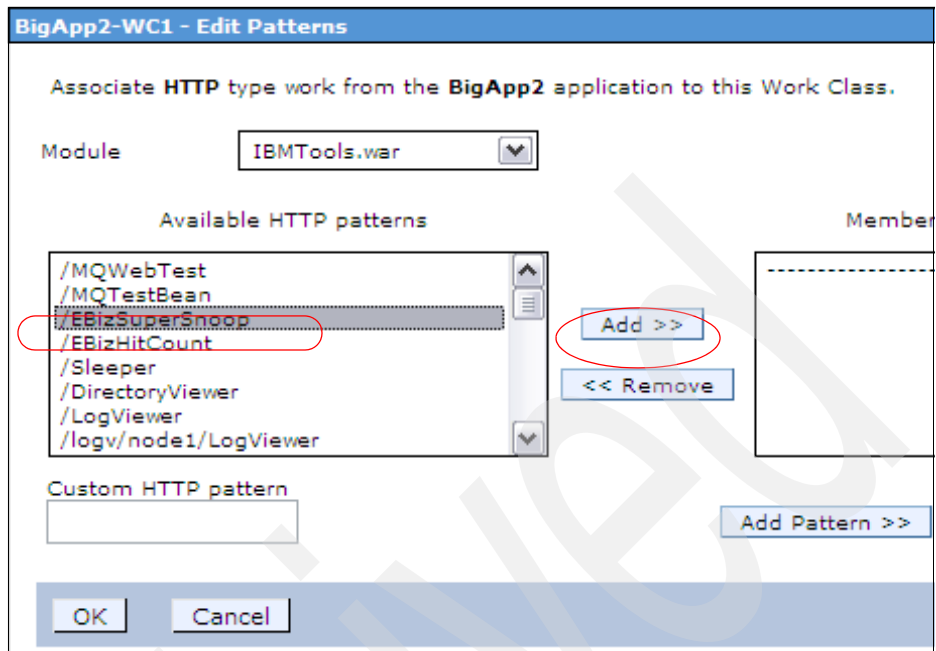 BigApp2-WC1 - Edit Patterns
Associate HTTP type work from the BigApp2 application to this Work Class.
Module
IBMTools.war
Available HTTP patterns
Member
/MQWebTest
/MQTestBean
/EBizSuperSnoop
/EBizHitCount
/Sleeper
/DirectoryViewer
/LogViewer
/logv/node1/LogViewer
-----------------
Add >>
<< Remove
Custom HTTP pattern
Add Pattern >>
OK
Cancel